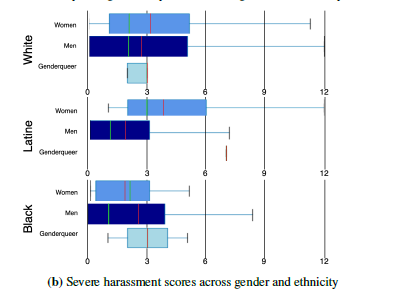 White
Women
Men
Genderqueer
0 3 6 9 12
Latine
Women
Men
Genderqueer
0 3 6 9 12
Black
Women
Men
Genderqueer
0 3 6 9 12
(b) Severe harassment scores across gender and ethnicity